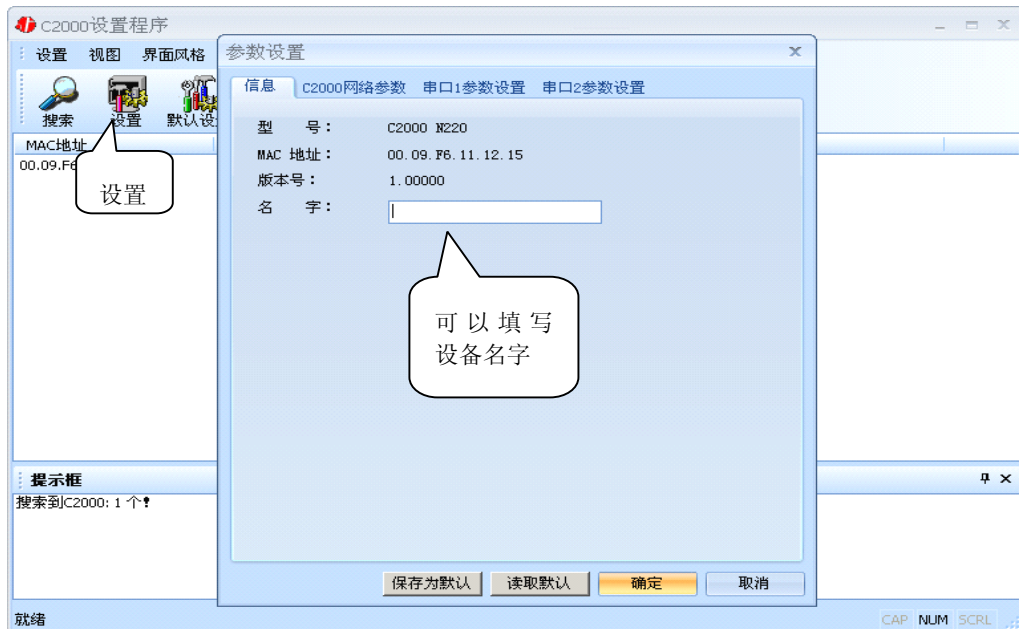 C2000设置程序
设置 视图 界面风格
搜索 设置 默认设
MAC地址
00.09.F6
设置
参数设置
信息 C2000网络参数 串口1参数设置 串口2参数设置
型 号： C2000 N220
MAC 地址： 00.09.F6.11.12.15
版本号： 1.00000
名 字：
可以填写
设备名字
保存为默认 读取默认 确定 取消
提示框
搜索到C2000: 1 个!
就绪
CAP NUM SCRL